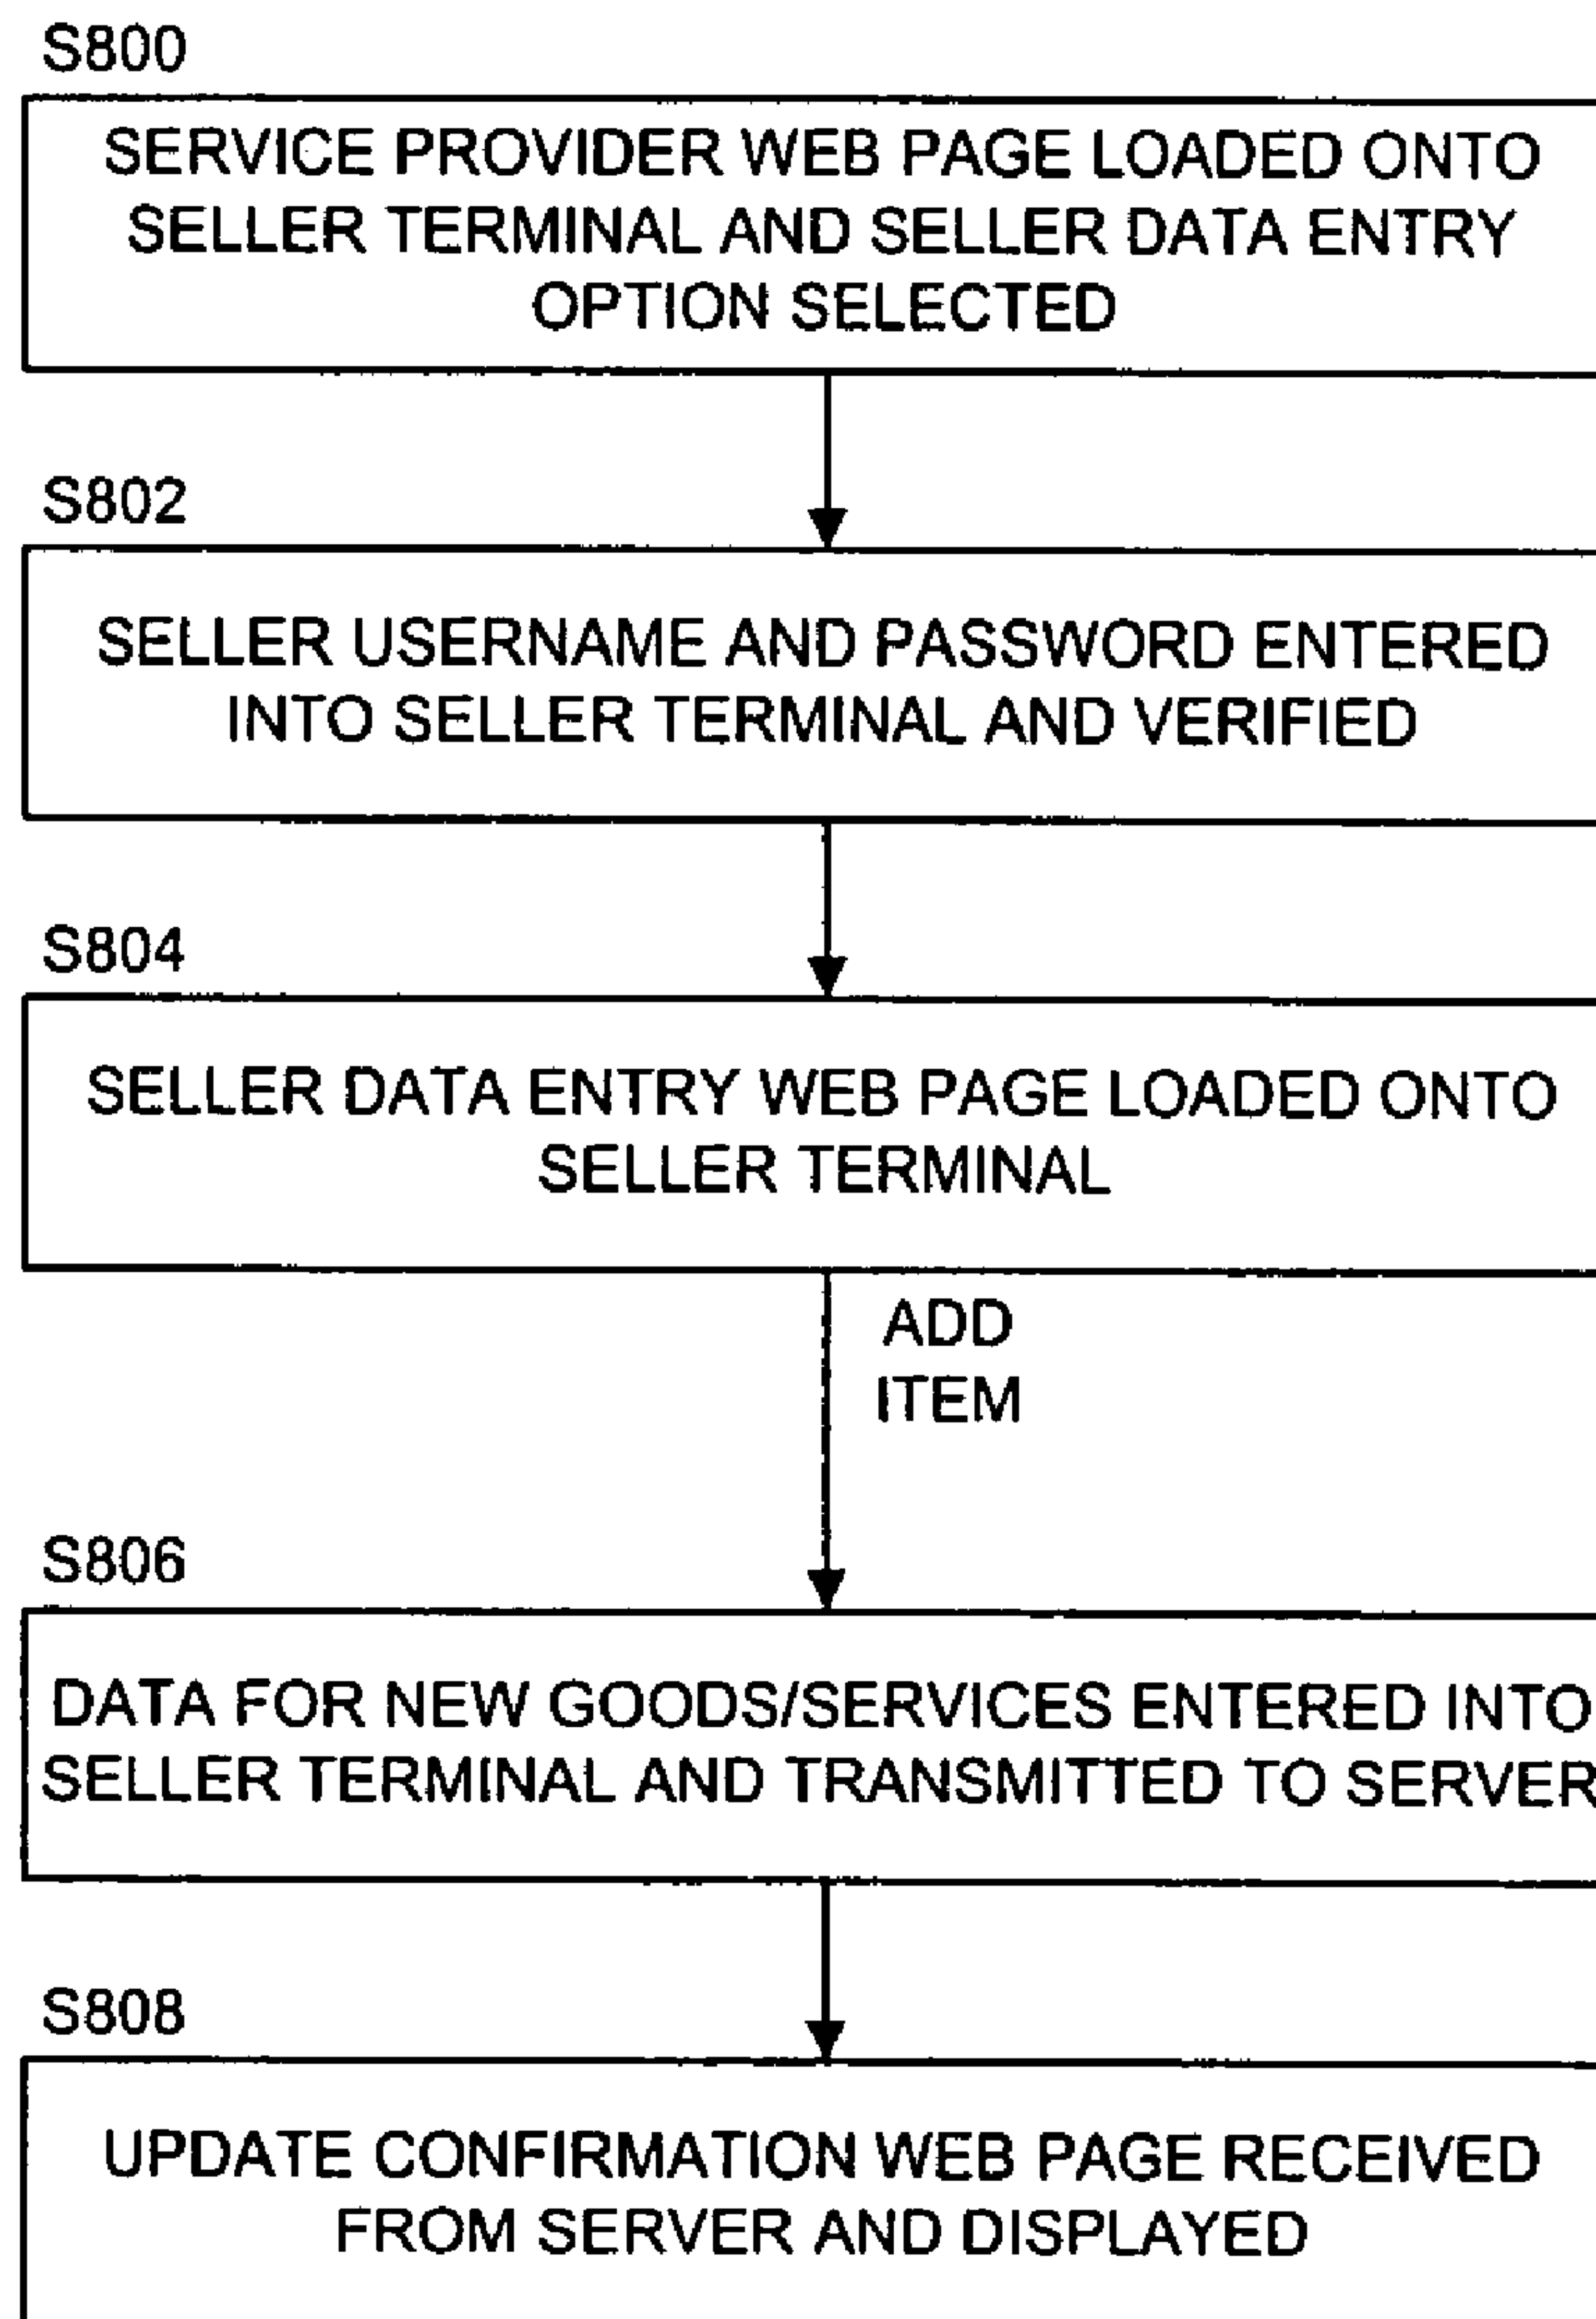 S800
SERVICE PROVIDER WEB PAGE LOADED ONTO
SELLER TERMINAL AND SELLER DATA ENTRY
OPTION SELECTED
S802
SELLER USERNAME AND PASSWORD ENTERED
INTO SELLER TERMINAL AND VERIFIED
S804
SELLER DATA ENTRY WEB PAGE LOADED ONTO
SELLER TERMINAL
ADD
ITEM
S806
DATA FOR NEW GOODS/SERVICES ENTERED INTO
SELLER TERMINAL AND TRANSMITTED TO SERVER
S808
UPDATE CONFIRMATION WEB PAGE RECEIVED
FROM SERVER AND DISPLAYED